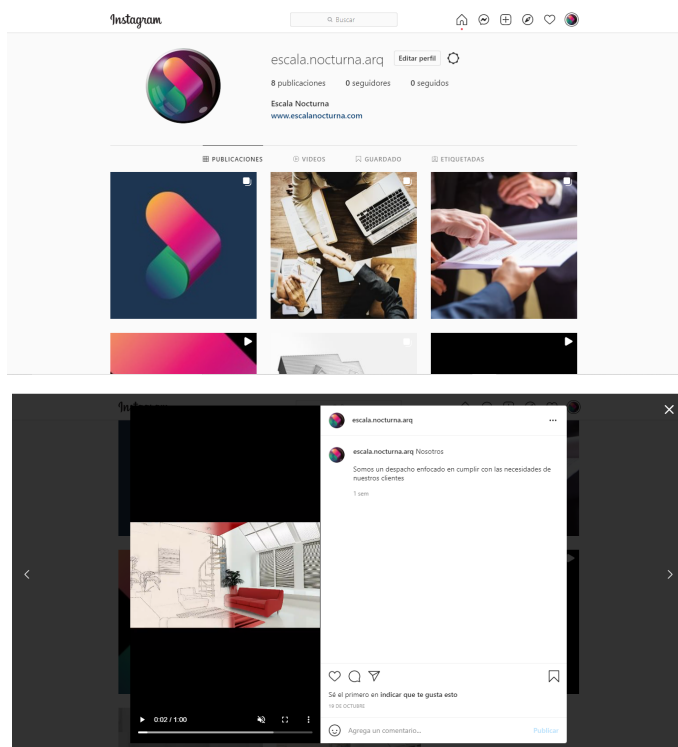 Instagram
Buscar
escala.nocturna.arq Editar perfil
8 publicaciones 0 seguidores 0 seguidos
Escala Nocturna
www.escalanocturna.com
PUBLICACIONES VIDEOS GUARDADO ETIQUETADAS
escala.nocturna.arq
escala.nocturna.arq Nosotros
Somos un despacho enfocado en cumplir con las necesidades de
nuestros clientes
1 sem
Sé el primero en indicar que te gusta esto
18 DE OCTUBRE
0:02 / 1:00
Agrega un comentario... Publicar